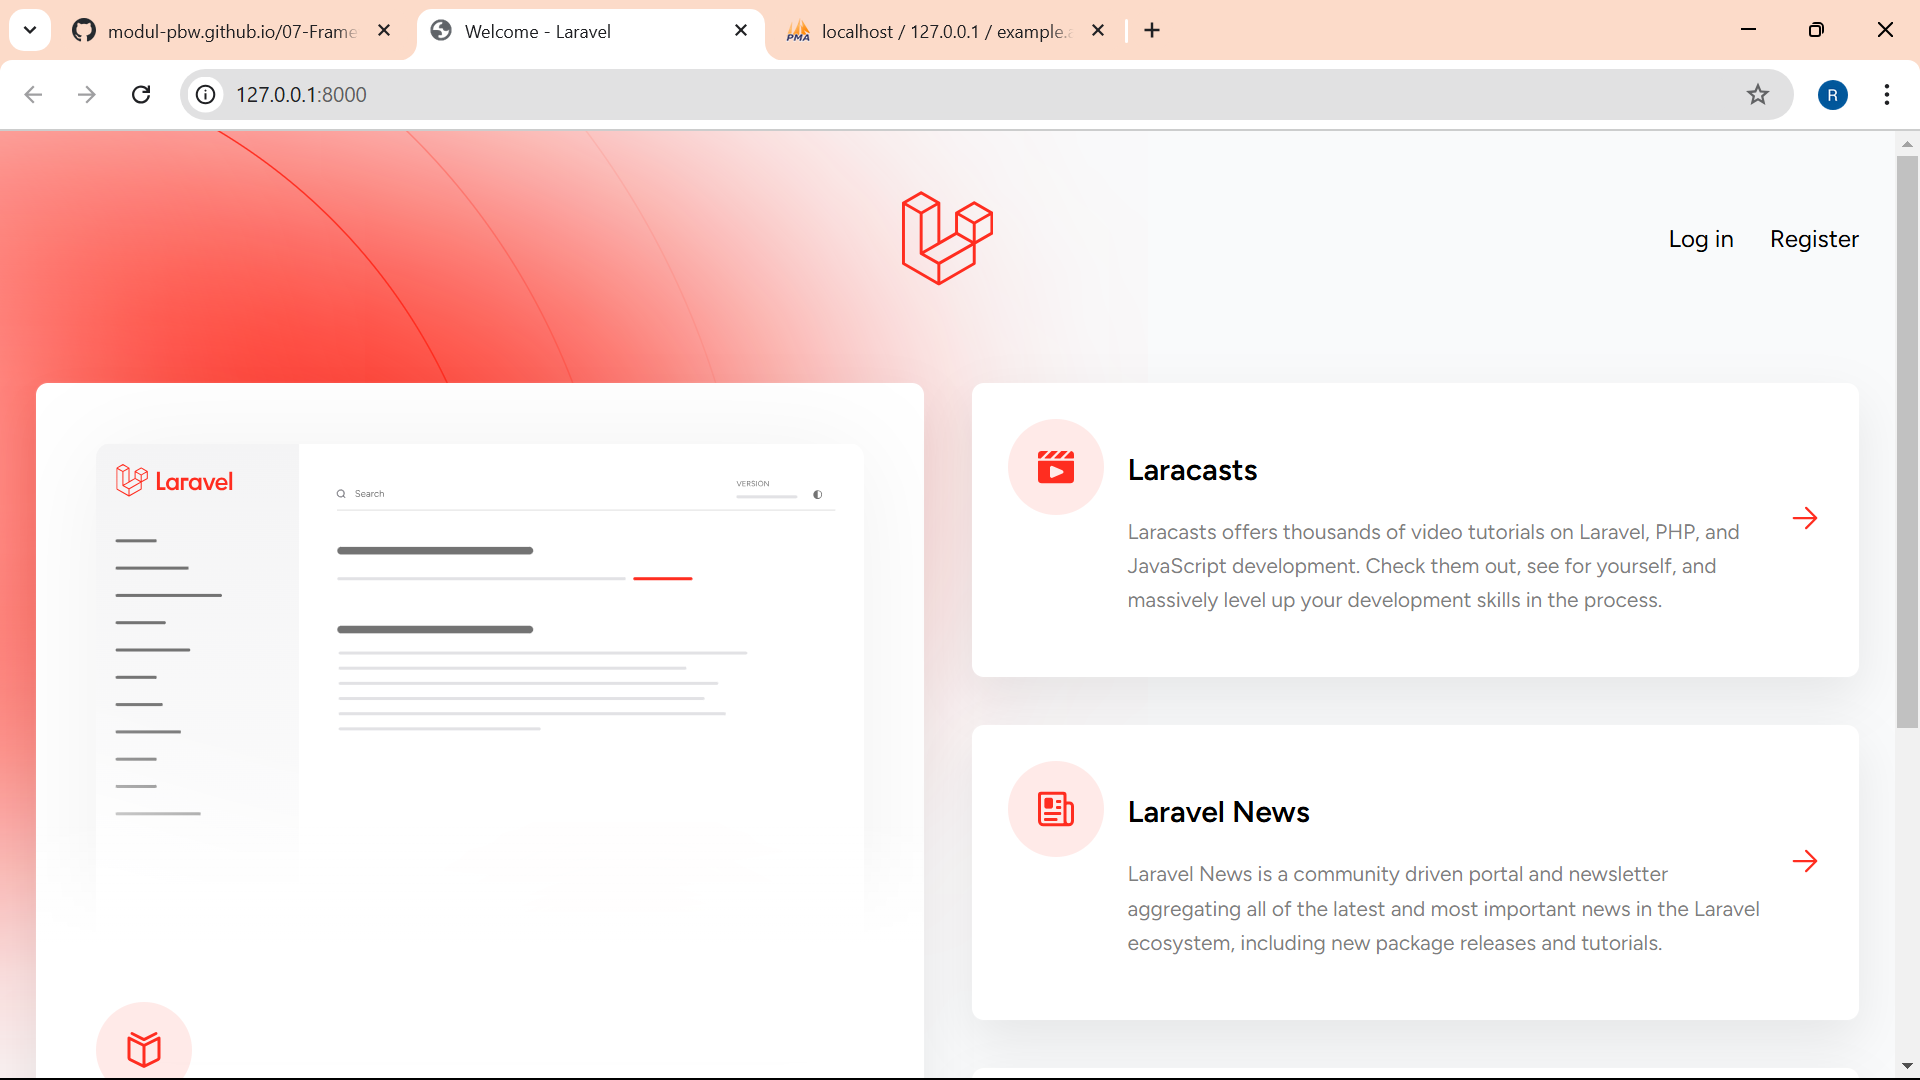 modul-pbw.github.io/07-Frame
Welcome - Laravel
localhost / 127.0.0.1 / example.a
127.0.0.1:8000
R
Log in
Register
Laravel
Search
VERSION
Laracasts
Laracasts offers thousands of video tutorials on Laravel, PHP, and
JavaScript development. Check them out, see for yourself, and
massively level up your development skills in the process.
Laravel News
Laravel News is a community driven portal and newsletter
aggregating all of the latest and most important news in the Laravel
ecosystem, including new package releases and tutorials.